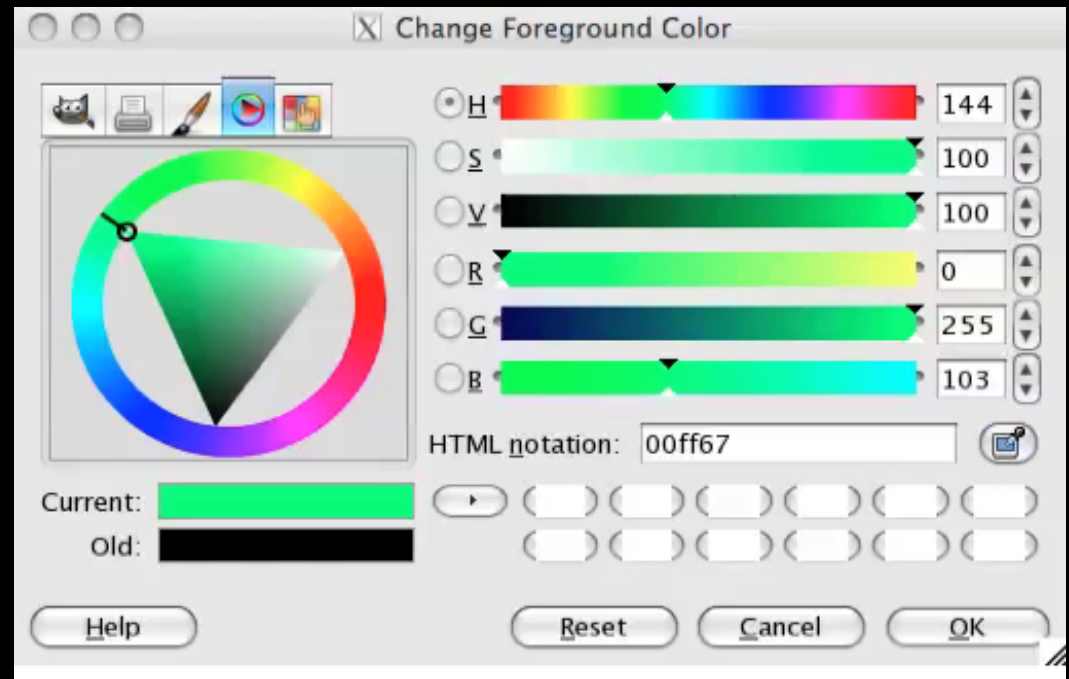 Change Foreground Color
H 144
S 100
V 100
R 0
G 255
B 103
HTML notation: 00ff67
Current:
Old:
Help Reset Cancel OK